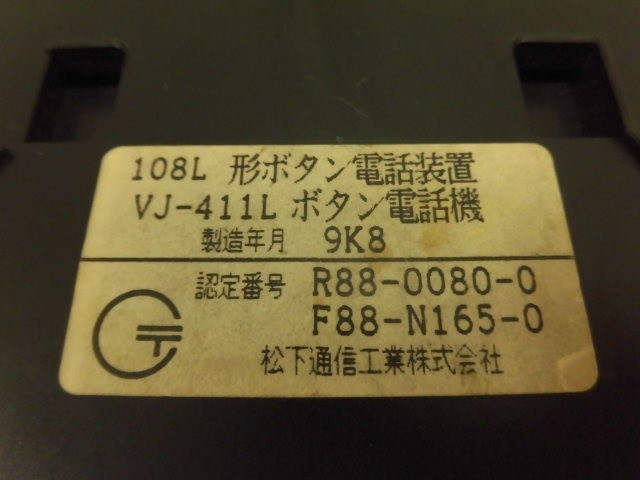 108L 形ボタン電話装置
VJ-411L ボタン電話機
製造年月 9K8
認定番号 R88-0080-0
F88-N165-0
松下通信工業株式会社